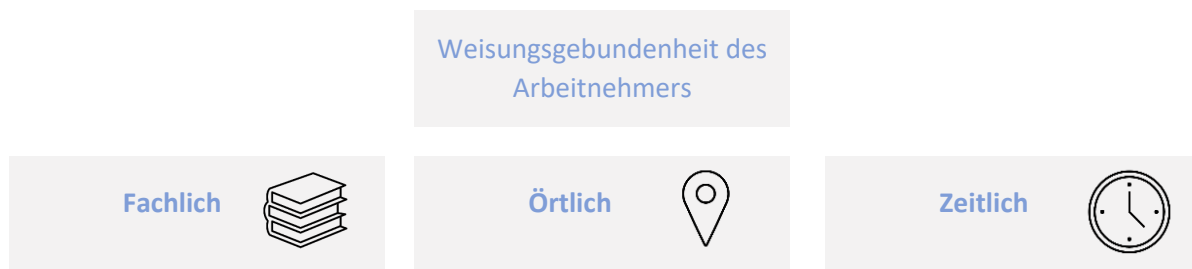 Weisungsgebundenheit des
Arbeitnehmers
Fachlich
Örtlich
Zeitlich